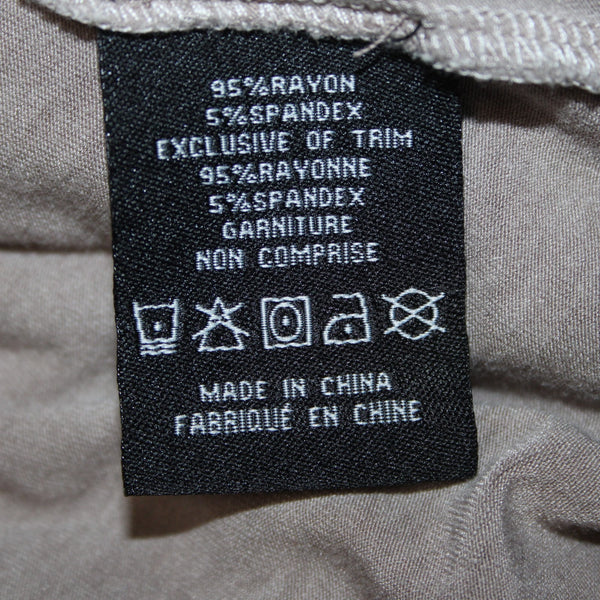 95%RAYON
5%SPANDEX
EXCLUSIVE OF TRIM
95%RAYONNE
5%SPANDEX
GARNITURE
NON COMPRISE
MADE IN CHINA
FABRIQUÉ EN CHINE